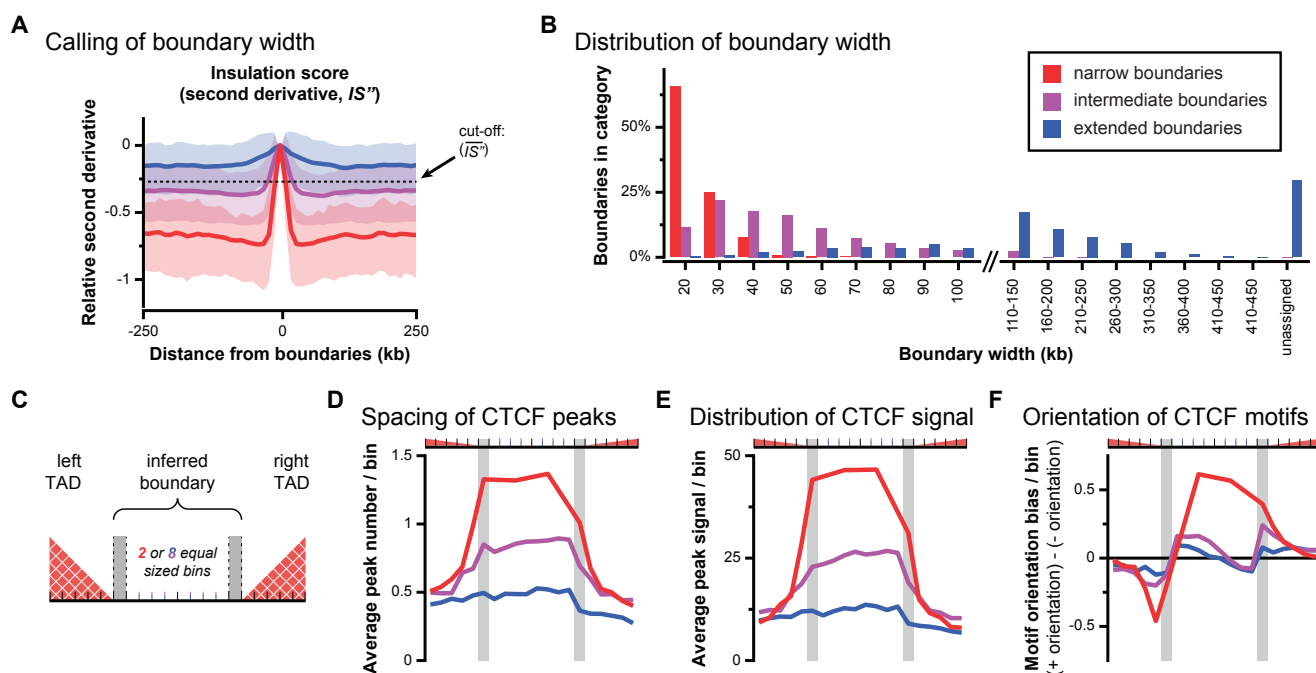 A
Calling of boundary width
Insulation score
(second derivative, IS”)
Relative second derivative
0
-0.5
-1
-250
0
250
Distance from boundaries (kb)
cut-off:
(IS”)
B
Distribution of boundary width
Boundaries in category
50%
25%
0%
narrow boundaries
intermediate boundaries
extended boundaries
20
30
40
50
60
70
80
90
100
110-150
160-200
210-250
260-300
310-350
360-400
410-450
410-450
unassigned
Boundary width (kb)
C
left
TAD
inferred
boundary
right
TAD
2 or 8 equal
sized bins
D
Spacing of CTCF peaks
Average peak number / bin
1.5
1
0.5
0
E
Distribution of CTCF signal
Average peak signal / bin
50
25
0
F
Orientation of CTCF motifs
Motif orientation bias / bin
(+ orientation) - (- orientation)
0.5
0
-0.5